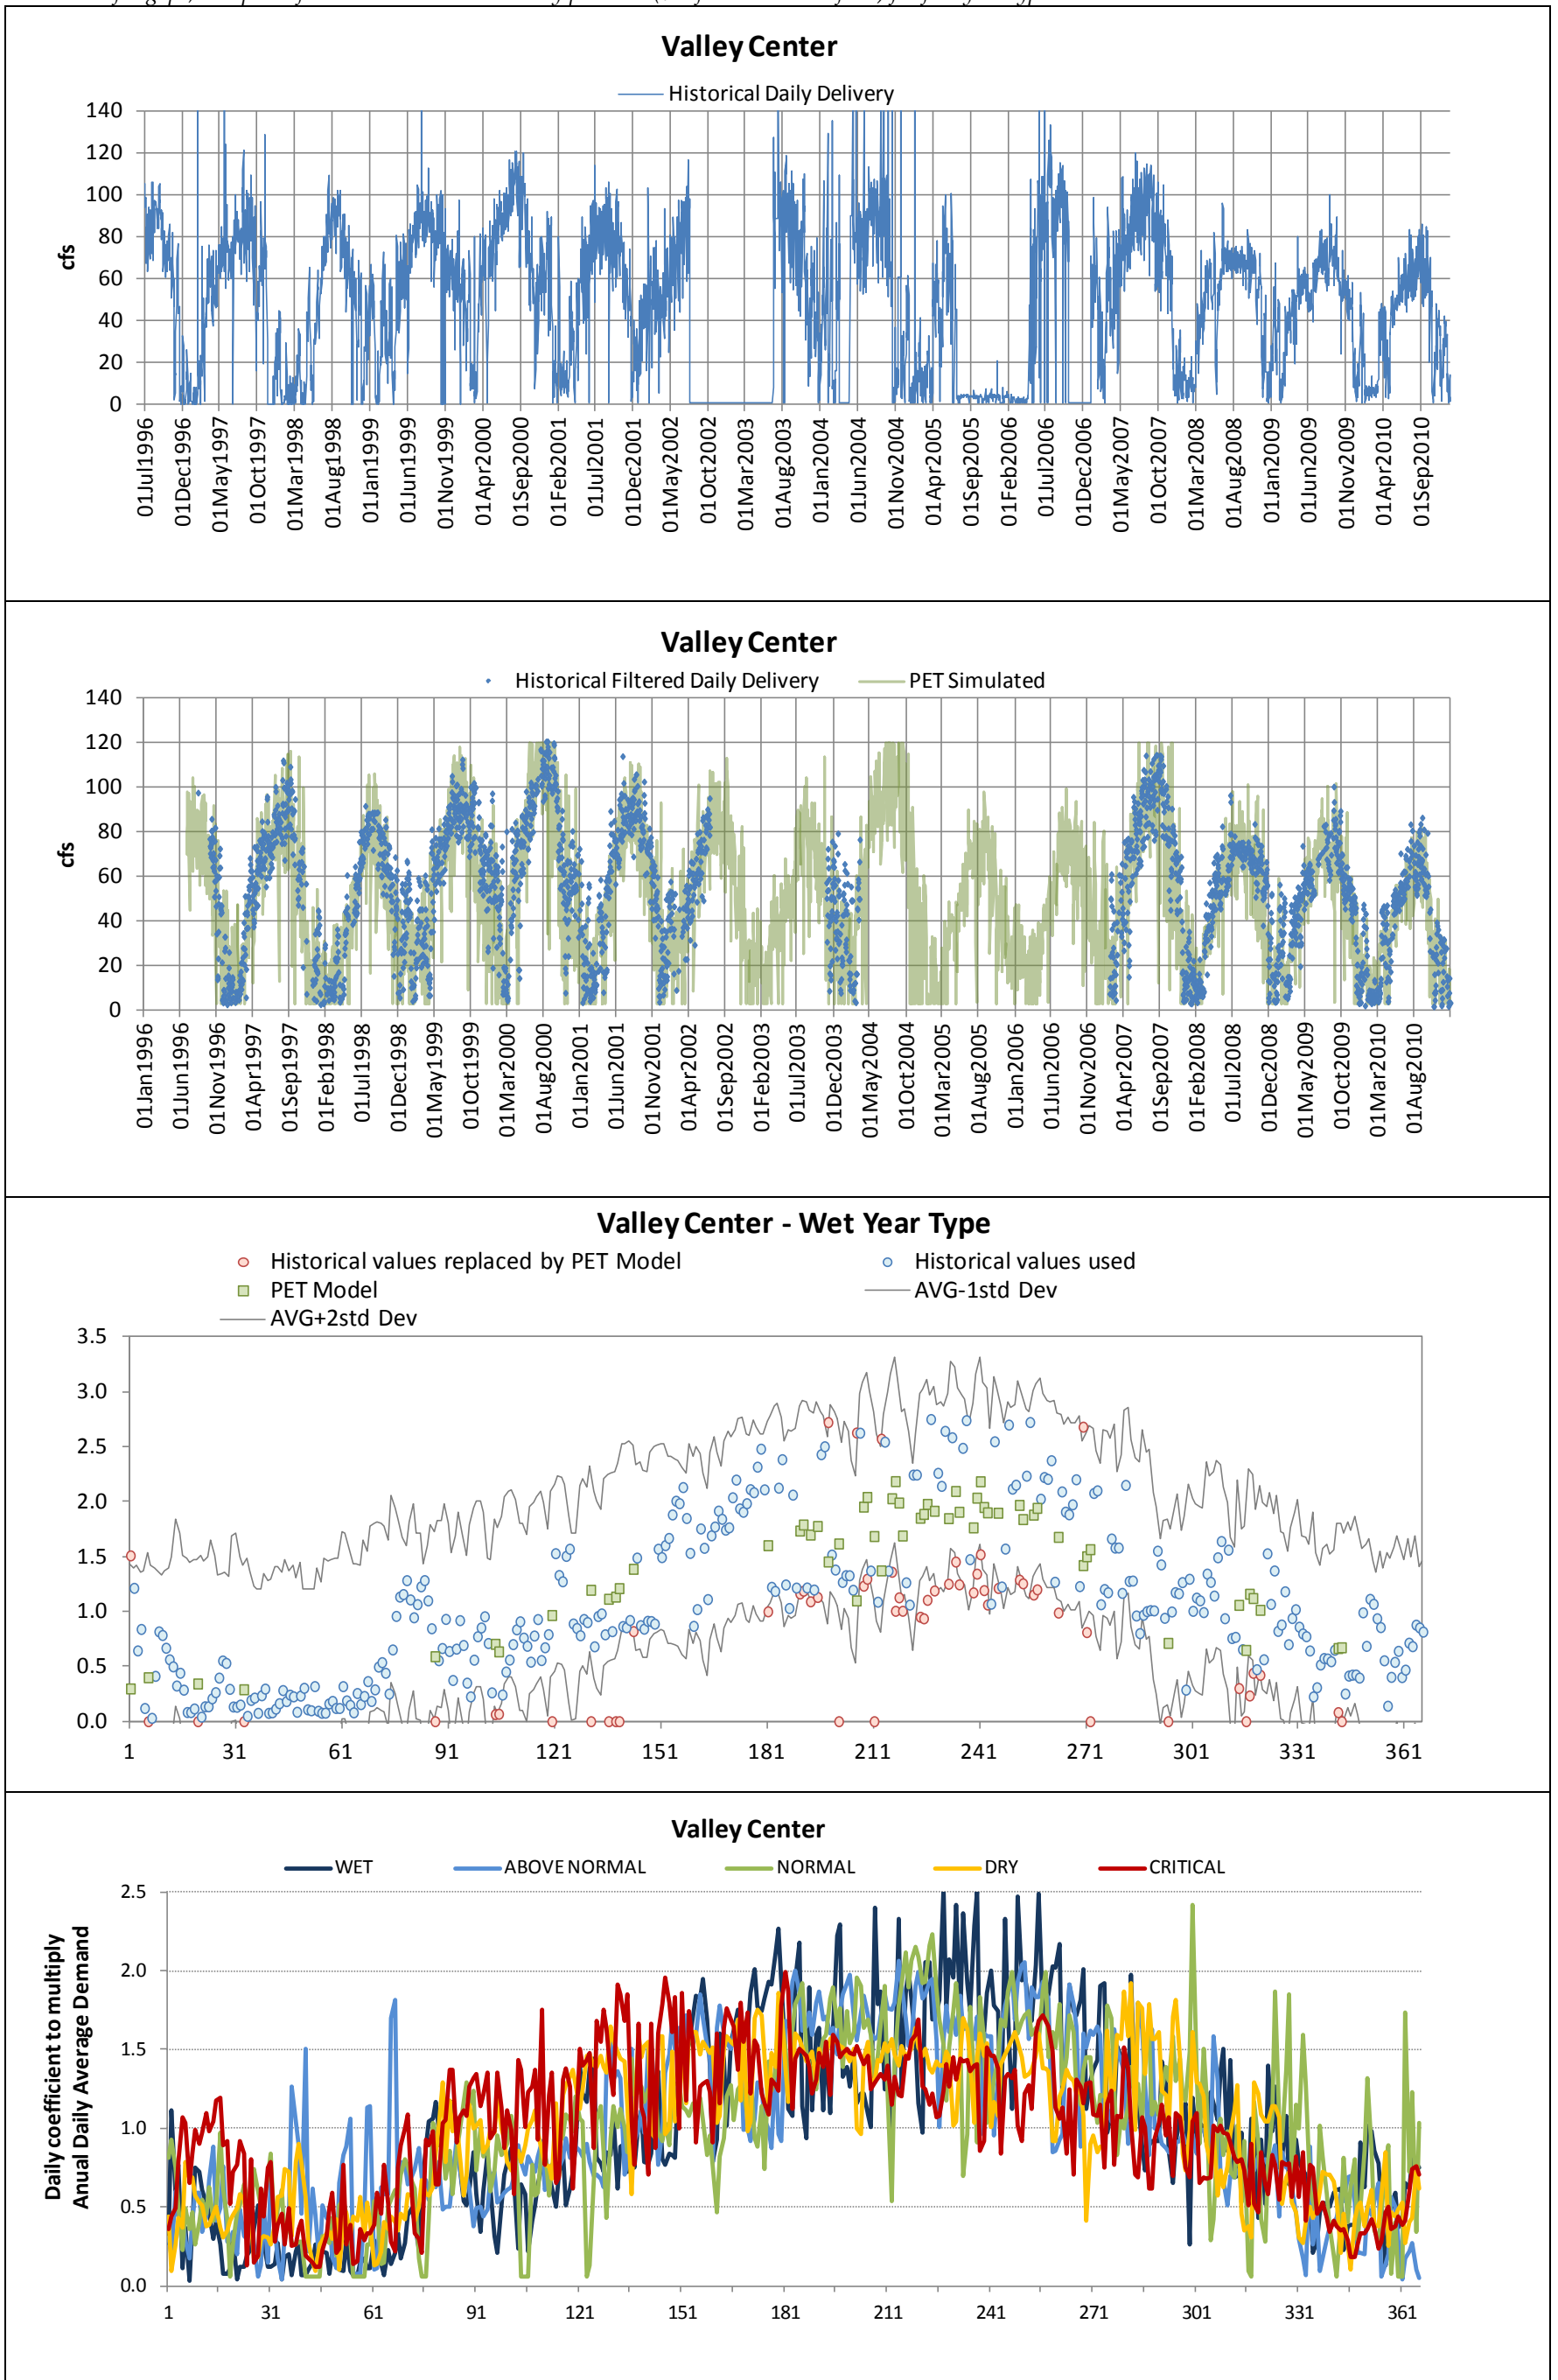 Valley Center
Historical Daily Delivery
140
120
100
80
60
40
20
0
cfs
01Jul1996
01Dec1996
01May1997
01Oct1997
01Mar1998
01Aug1998
01Jan1999
01Jun1999
01Nov1999
01Apr2000
01Sep2000
01Feb2001
01Jul2001
01Dec2001
01May2002
01Oct2002
01Mar2003
01Aug2003
01Jan2004
01Jun2004
01Nov2004
01Apr2005
01Sep2005
01Feb2006
01Jul2006
01Dec2006
01May2007
01Oct2007
01Mar2008
01Aug2008
01Jan2009
01Jun2009
01Nov2009
01Apr2010
01Sep2010
Valley Center
Historical Filtered Daily Delivery PET Simulated
140
120
100
80
60
40
20
0
cfs
01Jan1996
01Jun1996
01Nov1996
01Apr1997
01Sep1997
01Feb1998
01Jul1998
01Dec1998
01May1999
01Oct1999
01Mar2000
01Aug2000
01Jan2001
01Jun2001
01Nov2001
01Apr2002
01Sep2002
01Feb2003
01Jul2003
01Dec2003
01May2004
01Oct2004
01Mar2005
01Aug2005
01Jan2006
01Jun2006
01Nov2006
01Apr2007
01Sep2007
01Feb2008
01Jul2008
01Dec2008
01May2009
01Oct2009
01Mar2010
01Aug2010
Valley Center - Wet Year Type
Historical values replaced by PET Model Historical values used
PET Model AVG-1std Dev
AVG+2std Dev
3.5
3.0
2.5
2.0
1.5
1.0
0.5
0.0
1 31 61 91 121 151 181 211 241 271 301 331 361
Valley Center
WET ABOVE NORMAL NORMAL DRY CRITICAL
2.5
2.0
1.5
1.0
0.5
0.0
Daily coefficient to multiply
Anual Daily Average Demand
1 31 61 91 121 151 181 211 241 271 301 331 361